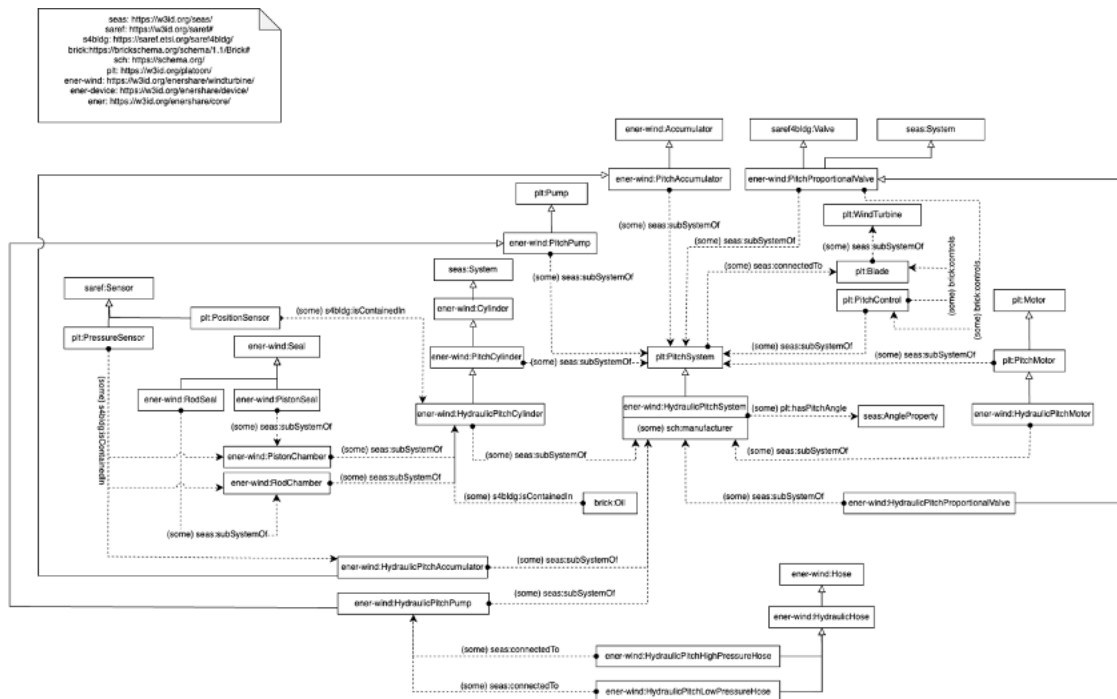 seas: https://w3id.org/seas/
saref: https://w3id.org/saref#
s4bldg: https://saref.etsi.org/saref4bldg/
brick:https://brickschema.org/schema/1.1/Brick#
sch: https://schema.org/
plt: https://w3id.org/platoon/
ener-wind: https://w3id.org/enershare/windturbine/
ener-device: https://w3id.org/enershare/device/
ener: https://w3id.org/enershare/core/
ener-wind:Accumulator
saref4bldg:Valve
seas:System
ener-wind:PitchAccumulator
ener-wind:PitchProportionalValve
plt:Pump
plt:WindTurbine
(some) seas:subSystemOf
ener-wind:PitchPump
(some) seas:subSystemOf
(some) seas:subSystemOf
seas:System
(some) seas:subSystemOf
(some) seas:connectedTo
plt:Blade
(some) brick:controls
(some) brick:controls
saref:Sensor
plt:PitchControl
plt:Motor
ener-wind:Cylinder
(some) s4bldg:isContainedIn
plt:PositionSensor
plt:PressureSensor
ener-wind:Seal
(some) seas:subSystemOf
ener-wind:PitchCylinder
(some) seas:subSystemOf
plt:PitchSystem
(some) seas:subSystemOf
plt:PitchMotor
(some) s4bldg:isContainedIn
ener-wind:RodSeal
ener-wind:PistonSeal
ener-wind:HydraulicPitchCylinder
ener-wind:HydraulicPitchSystem
(some) sch:manufacturer
(some) plt:hasPitchAngle
seas:AngleProperty
ener-wind:HydraulicPitchMotor
(some) seas:subSystemOf
ener-wind:PistonChamber
(some) seas:subSystemOf
(some) seas:subSystemOf
(some) seas:subSystemOf
ener-wind:RodChamber
(some) seas:subSystemOf
(some) s4bldg:isContainedIn
brick:Oil
(some) seas:subSystemOf
ener-wind:HydraulicPitchProportionalValve
(some) seas:subSystemOf
ener-wind:HydraulicPitchAccumulator
(some) seas:subSystemOf
ener-wind:Hose
ener-wind:HydraulicPitchPump
(some) seas:subSystemOf
ener-wind:HydraulicHose
(some) seas:connectedTo
ener-wind:HydraulicPitchHighPressureHose
(some) seas:connectedTo
ener-wind:HydraulicPitchLowPressureHose